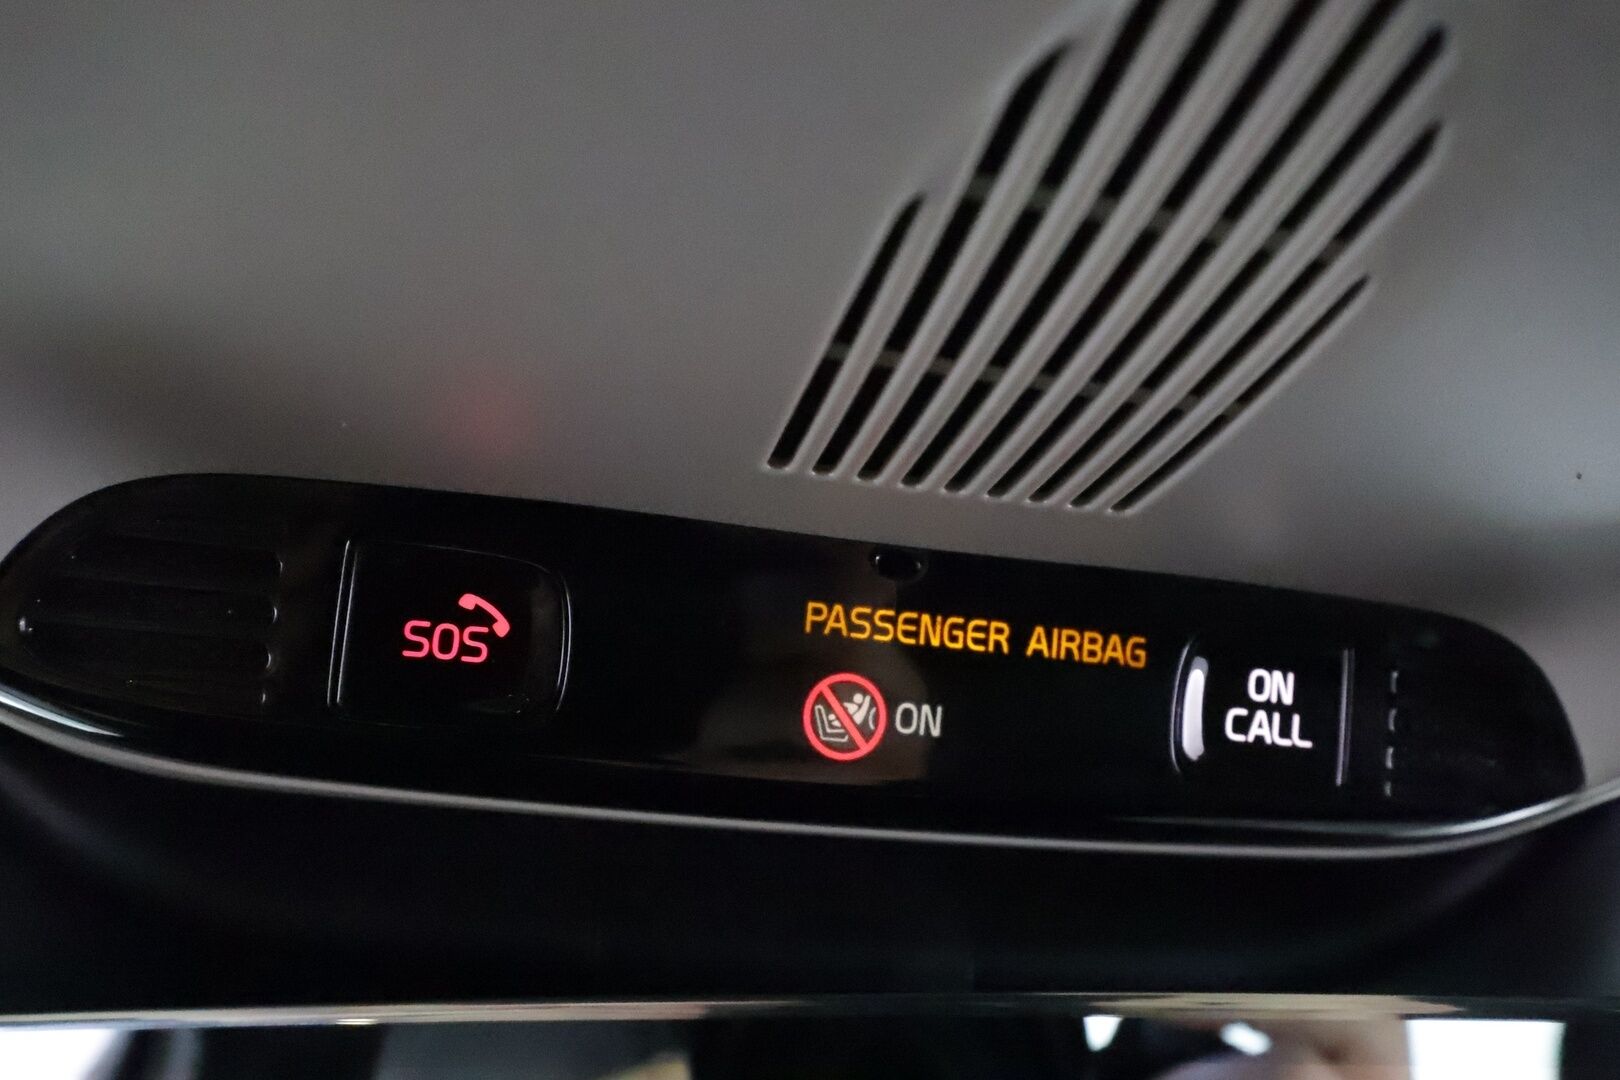 SOS
PASSENGER AIRBAG
ON
ON
CALL